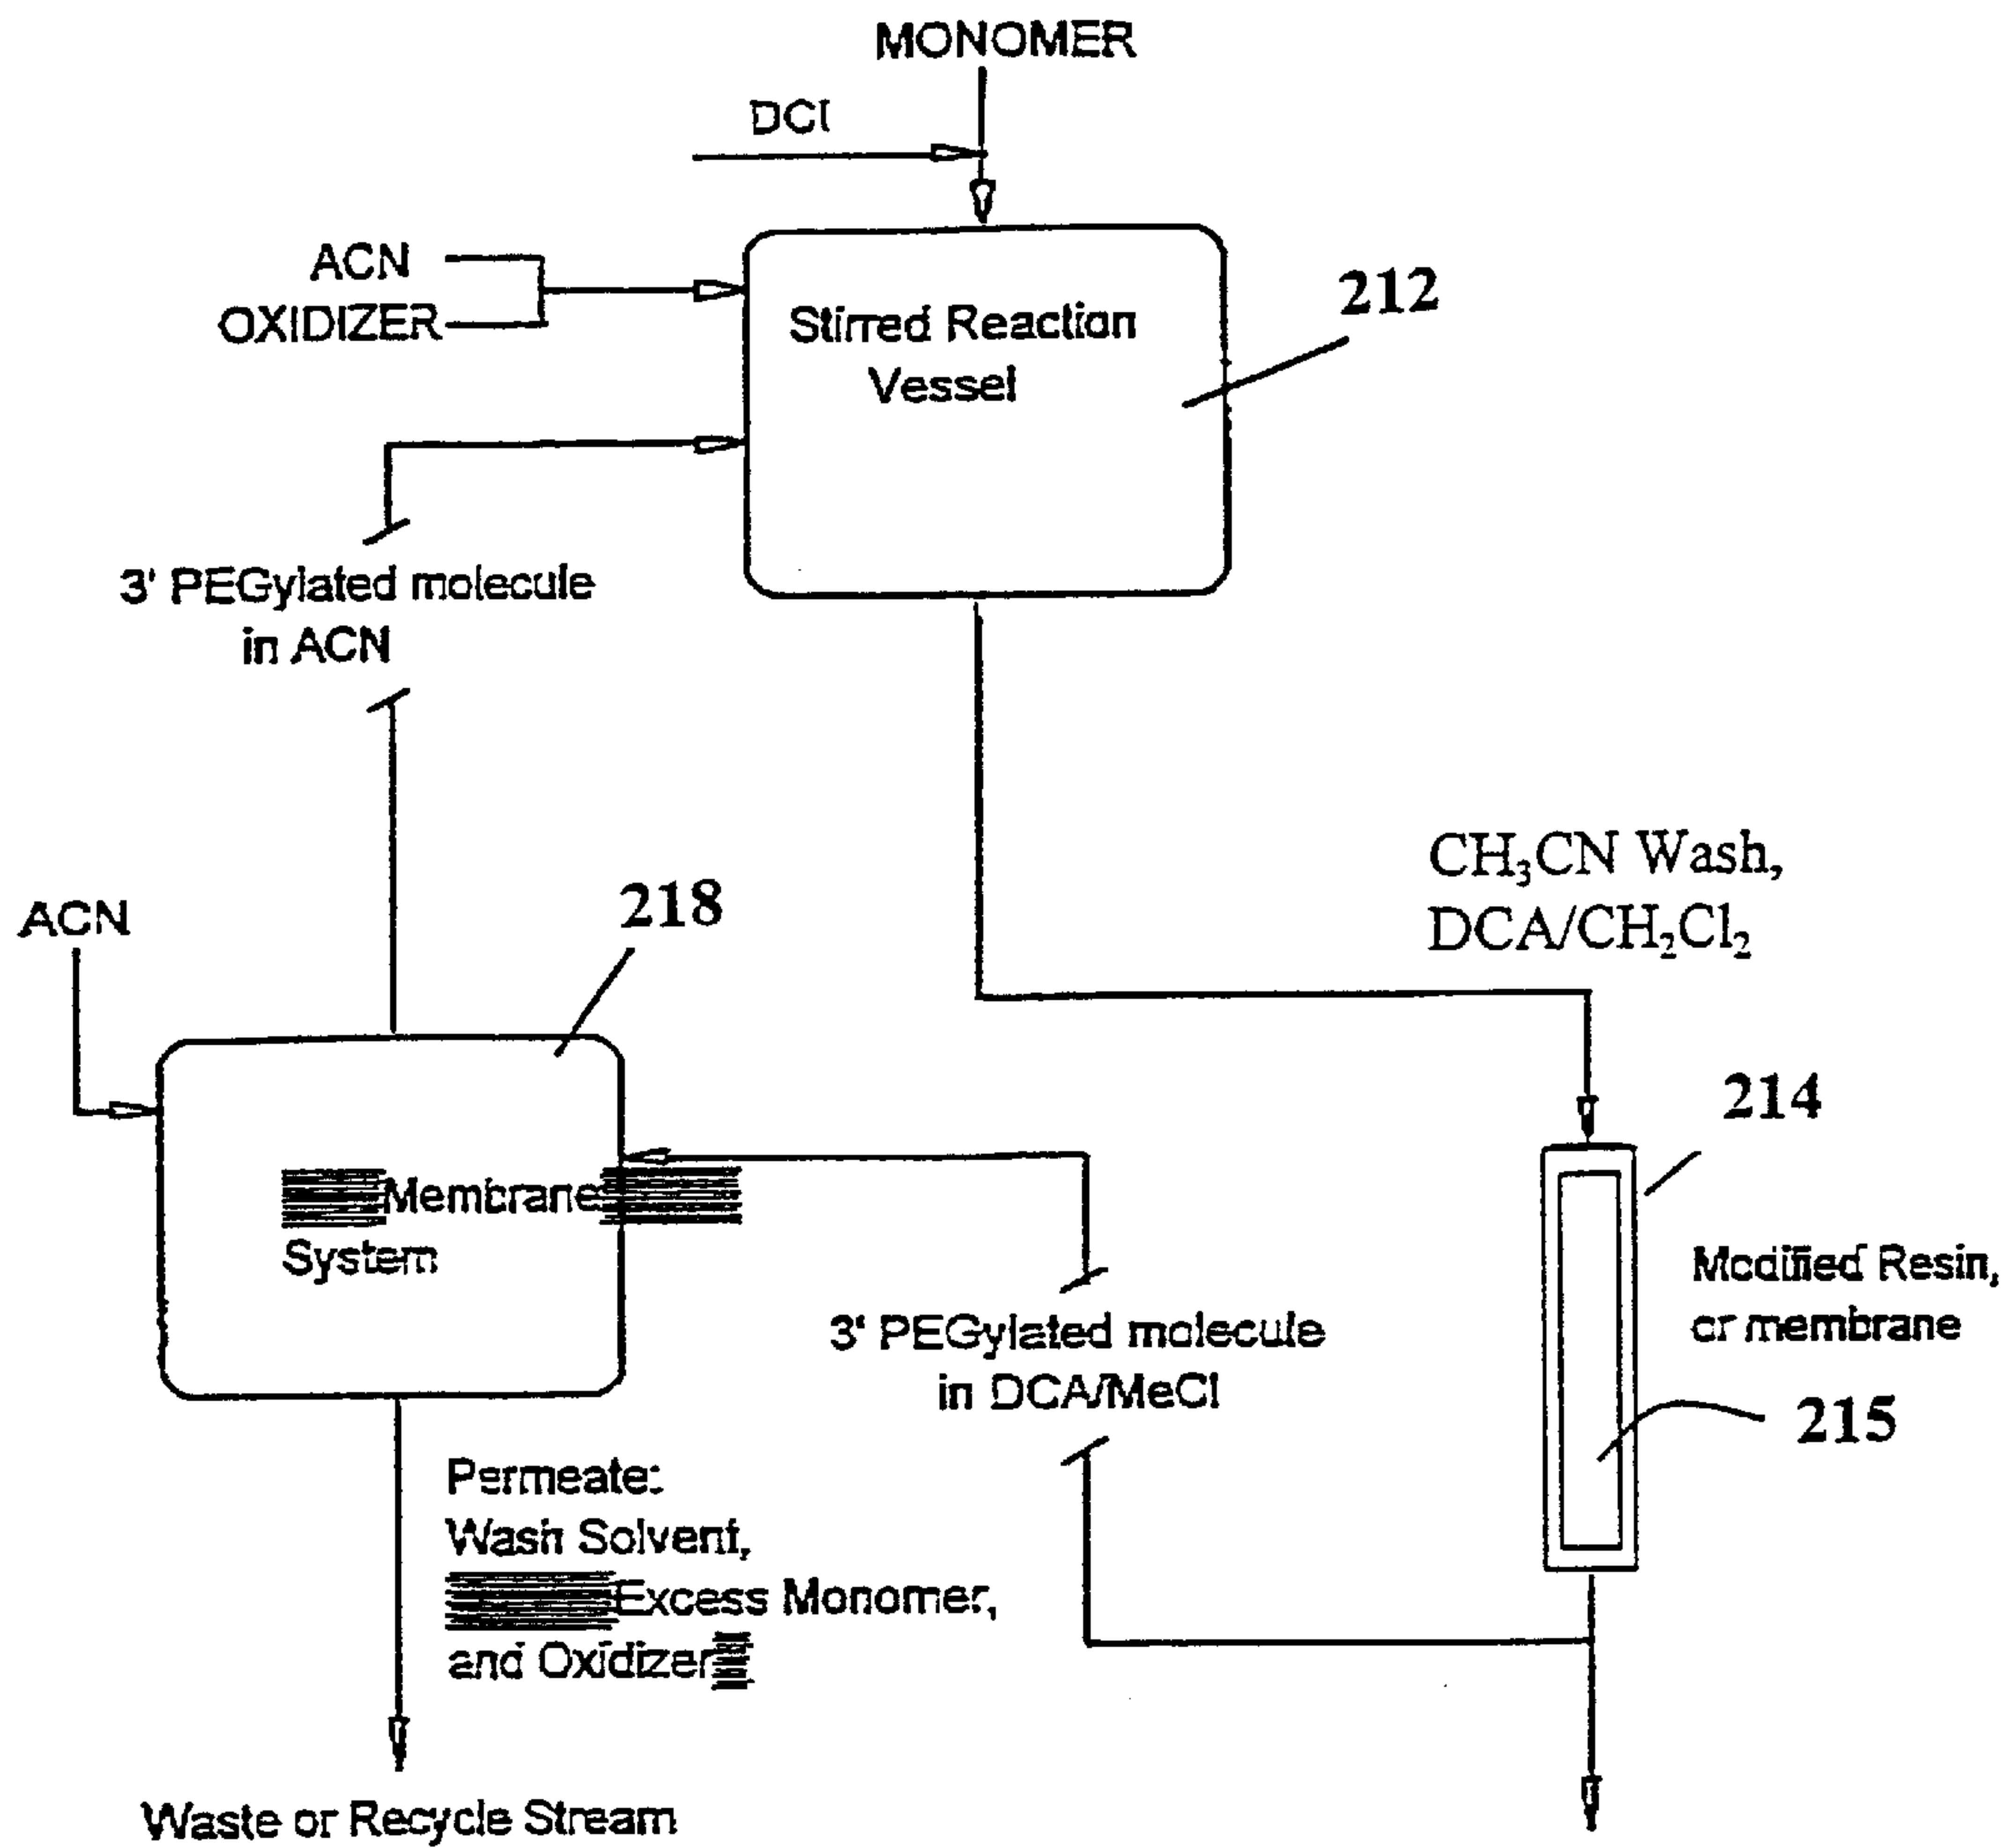 MONOMER
DCI
ACN
OXIDIZER
Stirred Reaction
Vessel
212
3' PEGylated molecule
in ACN
CH₃CN Wash,
DCA/CH₂Cl₂
ACN
218
214
Membrane
System
Modified Resin,
or membrane
3' PEGylated molecule
in DCA/MeCl
215
Permeate:
Wash Solvent,
Excess Monomer,
and Oxidizer
Waste or Recycle Stream